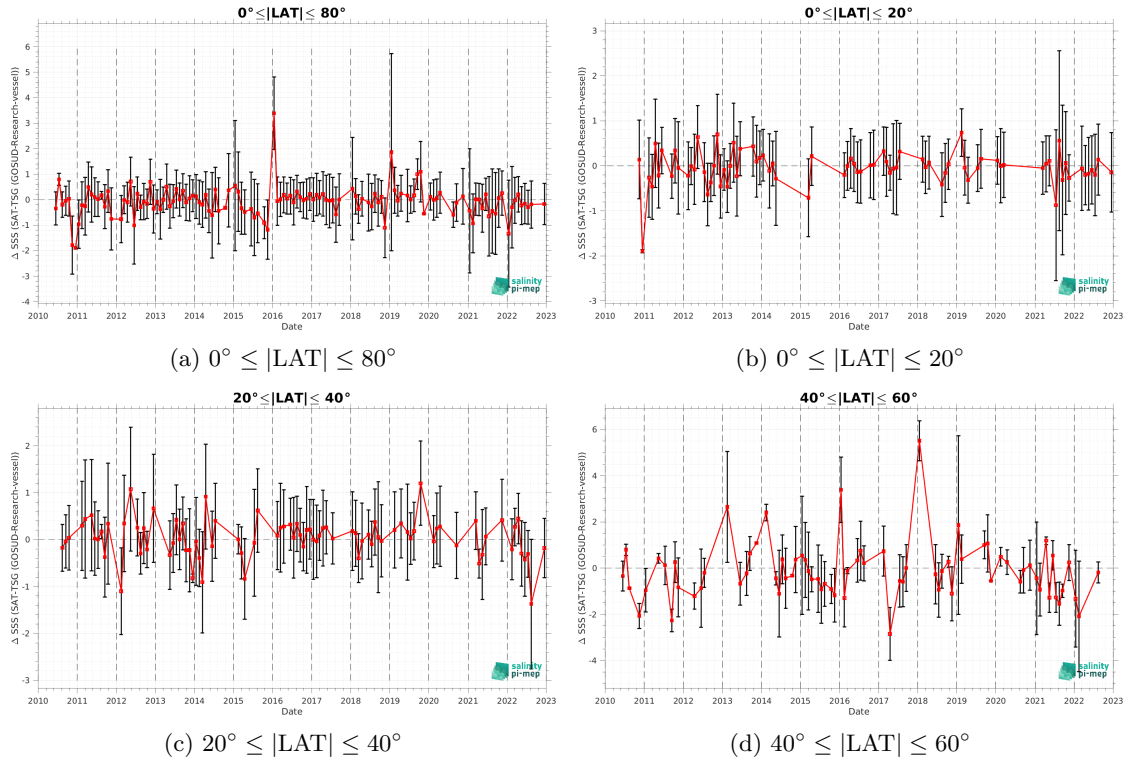 0°≤|LAT|≤ 80°
Δ SSS (SAT-TSG (GOSUD-Research-vessel))
6
5
4
3
2
1
0
-1
-2
-3
-4
2010 2011 2012 2013 2014 2015 2016 2017 2018 2019 2020 2021 2022 2023
Date
salinity
pi-mep
(a) 0° ≤ |LAT| ≤ 80°
0°≤|LAT|≤ 20°
Δ SSS (SAT-TSG (GOSUD-Research-vessel))
3
2
1
0
-1
-2
-3
2010 2011 2012 2013 2014 2015 2016 2017 2018 2019 2020 2021 2022 2023
Date
salinity
pi-mep
(b) 0° ≤ |LAT| ≤ 20°
20°≤|LAT|≤ 40°
Δ SSS (SAT-TSG (GOSUD-Research-vessel))
2
1
0
-1
-2
-3
2010 2011 2012 2013 2014 2015 2016 2017 2018 2019 2020 2021 2022 2023
Date
salinity
pi-mep
(c) 20° ≤ |LAT| ≤ 40°
40°≤|LAT|≤ 60°
Δ SSS (SAT-TSG (GOSUD-Research-vessel))
6
4
2
0
-2
-4
2010 2011 2012 2013 2014 2015 2016 2017 2018 2019 2020 2021 2022 2023
Date
salinity
pi-mep
(d) 40° ≤ |LAT| ≤ 60°